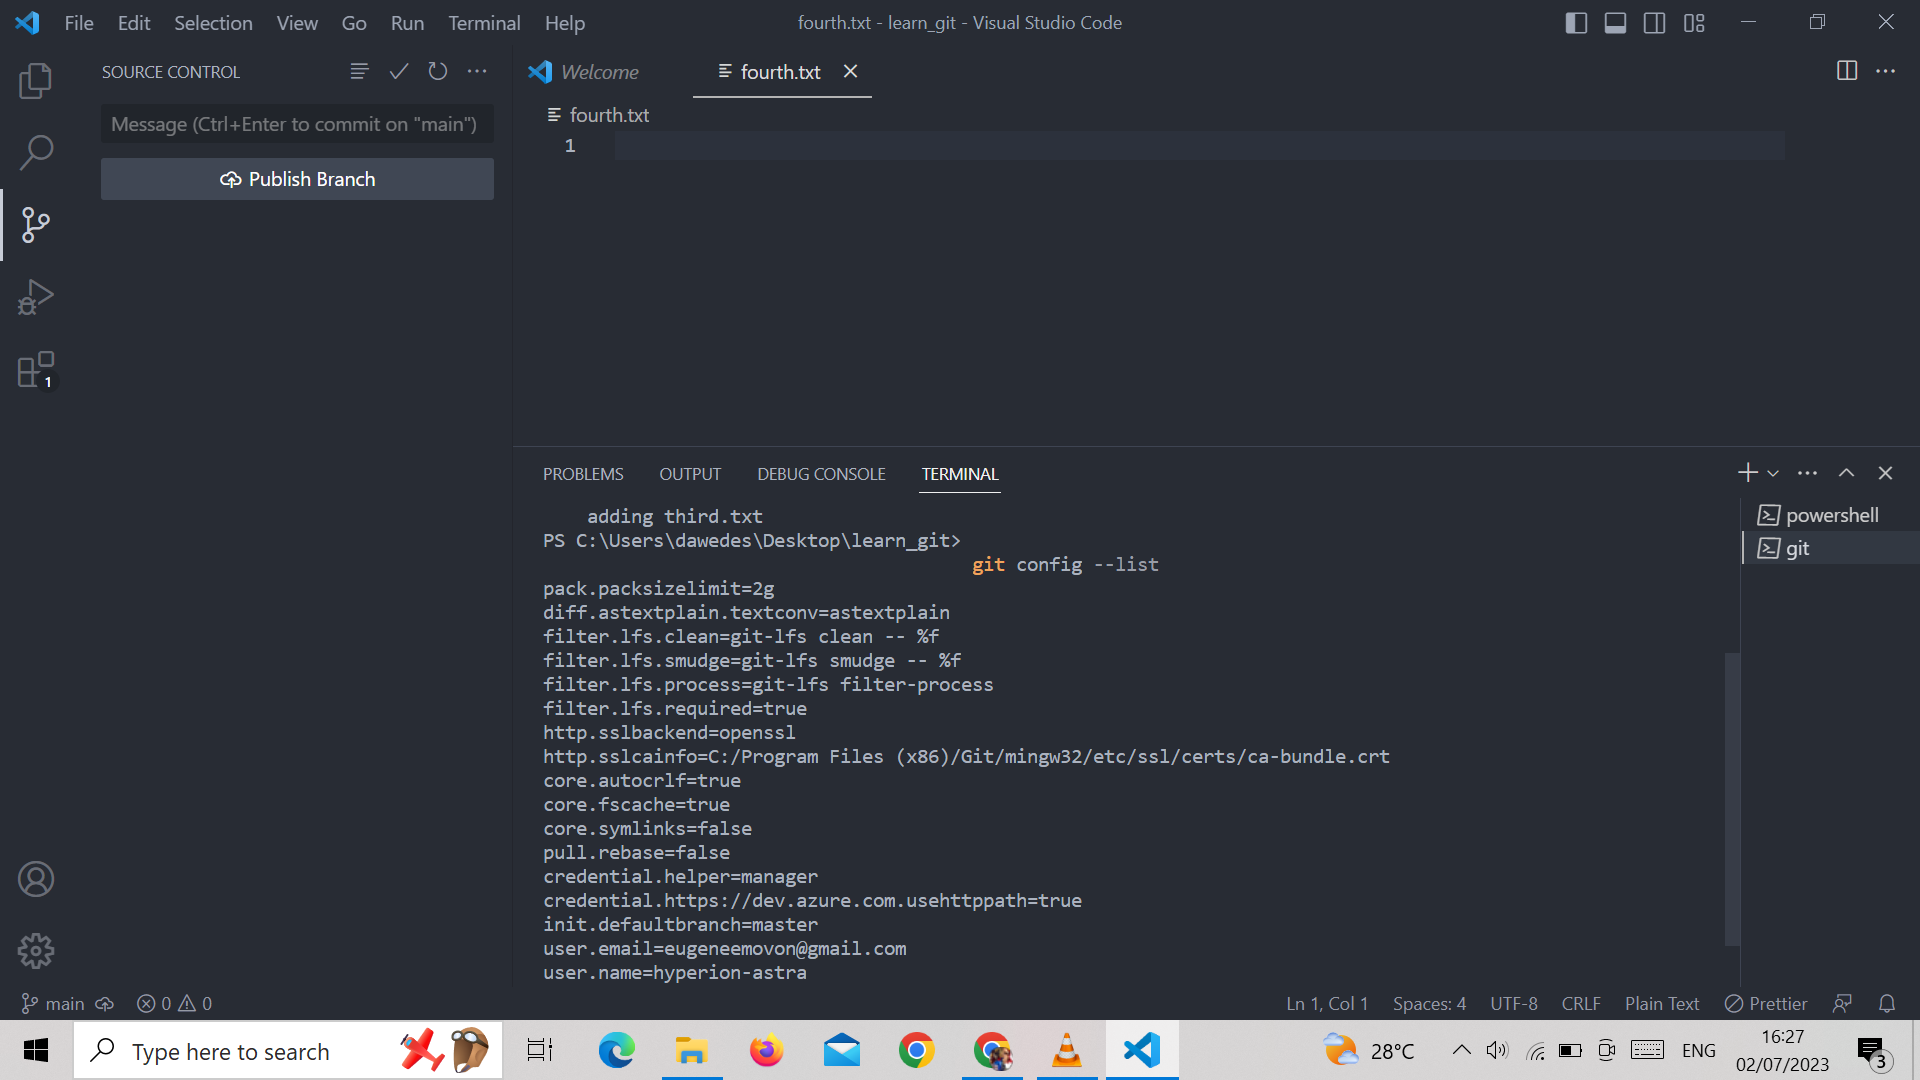 File Edit Selection View Go Run Terminal Help
fourth.txt - learn_git - Visual Studio Code
SOURCE CONTROL
Message (Ctrl+Enter to commit on "main")
Publish Branch
1
Welcome
fourth.txt
fourth.txt
1
PROBLEMS OUTPUT DEBUG CONSOLE TERMINAL
adding third.txt
PS C:\Users\dawedes\Desktop\learn_git>
git config --list
pack.packsizelimit=2g
diff.astextplain.textconv=astextplain
filter.lfs.clean=git-lfs clean -- %f
filter.lfs.smudge=git-lfs smudge -- %f
filter.lfs.process=git-lfs filter-process
filter.lfs.required=true
http.sslbackend=openssl
http.sslcainfo=C:/Program Files (x86)/Git/mingw32/etc/ssl/certs/ca-bundle.crt
core.autocrlf=true
core.fscache=true
core.symlinks=false
pull.rebase=false
credential.helper=manager
credential.https://dev.azure.com.usehttppath=true
init.defaultbranch=master
user.email=eugeneemovon@gmail.com
user.name=hyperion-astra
powershell
git
main 0 0
Ln 1, Col 1 Spaces: 4 UTF-8 CRLF Plain Text Prettier
Type here to search
28°C
ENG
16:27
02/07/2023
3